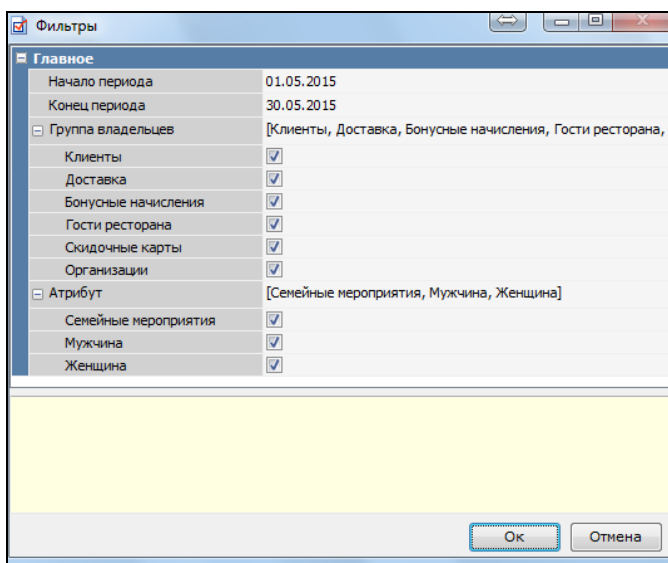 Фильтры
Главное
Начало периода 01.05.2015
Конец периода 30.05.2015
Группа владельцев [Клиенты, Доставка, Бонусные начисления, Гости ресторана,
Клиенты
Доставка
Бонусные начисления
Гости ресторана
Скидочные карты
Организации
Атрибут [Семейные мероприятия, Мужчина, Женщина]
Семейные мероприятия
Мужчина
Женщина
Ок Отмена